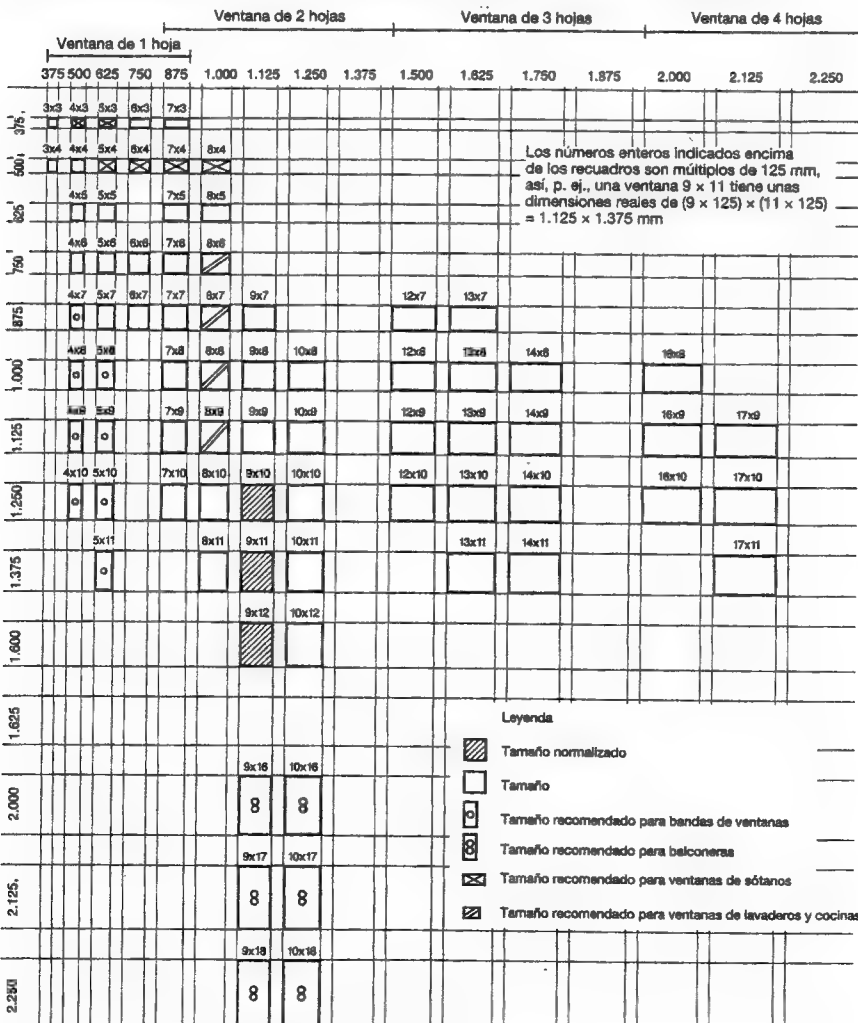 Ventana de 2 hojas
Ventana de 3 hojas
Ventana de 4 hojas
Ventana de 1 hoja
375 500 625 750 875 1.000 1.125 1.250 1.375 1.500 1.625 1.750 1.875 2.000 2.125 2.250
3x3 4x3 5x3 6x3 7x3
375
3x4 4x4 5x4 6x4 7x4 8x4
500
Los números enteros indicados encima
de los recuadros son múltiplos de 125 mm,
así, p. ej., una ventana 9 × 11 tiene unas
dimensiones reales de (9 × 125) × (11 × 125)
= 1.125 × 1.375 mm
4x5 5x5 7x5 8x5
625
4x6 5x6 6x6 7x6 8x6
750
4x7 5x7 6x7 7x7 8x7 9x7 12x7 13x7
875
4x8 5x8 7x8 8x8 9x8 10x8 12x8 13x8 14x8 16x8
1.000
4x9 5x9 7x9 8x9 9x9 10x9 12x9 13x9 14x9 16x9 17x9
1.125
4x10 5x10 7x10 8x10 9x10 10x10 12x10 13x10 14x10 16x10 17x10
1.250
5x11 8x11 9x11 10x11 13x11 14x11 17x11
1.375
9x12 10x12
1.600
1.625
Leyenda
Tamaño normalizado
Tamaño
Tamaño recomendado para bandas de ventanas
Tamaño recomendado para balconeras
Tamaño recomendado para ventanas de sótanos
Tamaño recomendado para ventanas de lavaderos y cocinas
9x16 10x16
2.000
9x17 10x17
2.125
9x18 10x18
2.250